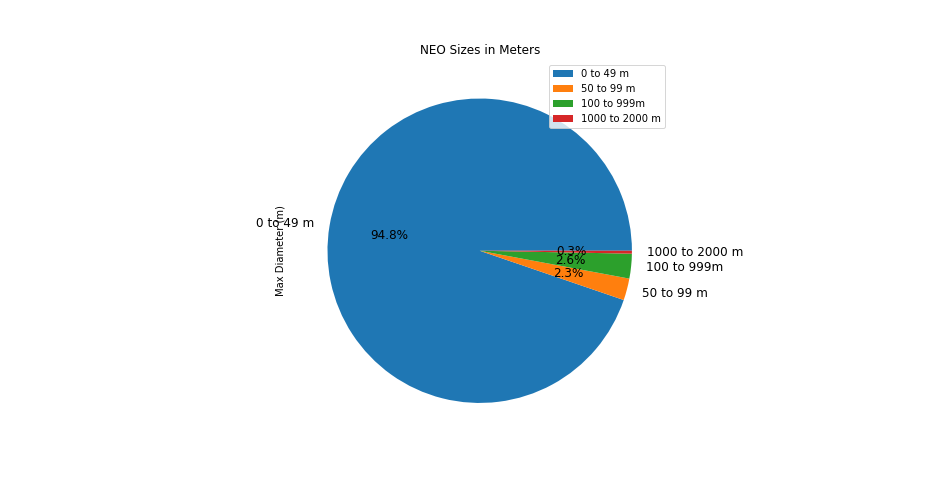 NEO Sizes in Meters
0 to 49 m
50 to 99 m
100 to 999m
1000 to 2000 m
0 to 49 m
Max Diameter (m)
94.8%
0.3%
2.6%
2.3%
1000 to 2000 m
100 to 999m
50 to 99 m